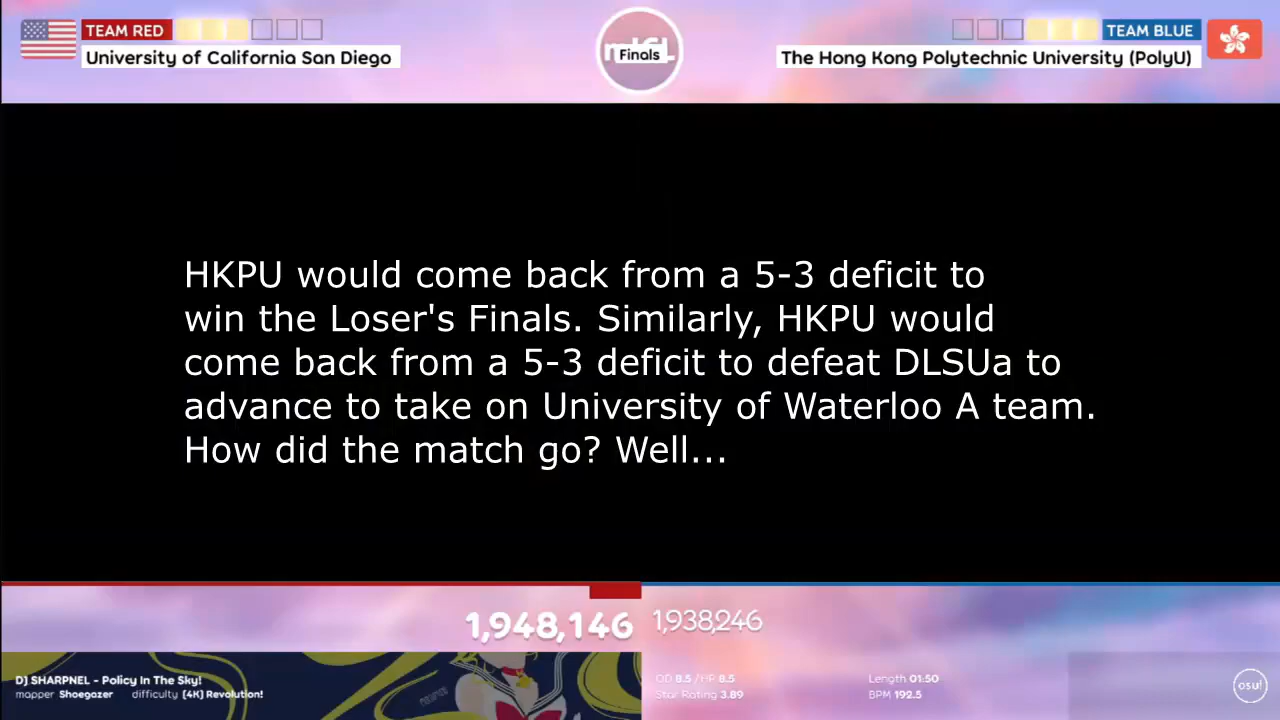 TEAM RED
University of California San Diego
Finals
TEAM BLUE
The Hong Kong Polytechnic University (PolyU)
HKPU would come back from a 5-3 deficit to
win the Loser's Finals. Similarly, HKPU would
come back from a 5-3 deficit to defeat DLSUa to
advance to take on University of Waterloo A team.
How did the match go? Well...
1,948,146
1,938,246
DJ SHARPNEL - Policy In The Sky!
mapper Shoegazer difficulty [4K] Revolution!
OD 8.5 / HP 8.5
Star Rating 3.89
Length 01:50
BPM 192.5
osu!